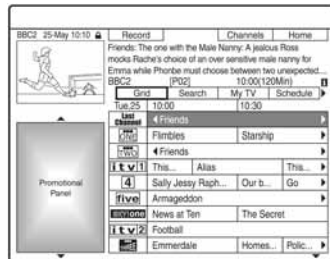 BBC2 25-May 10:10
Record Channels Home
Friends: The one with the Male Nanny: A jealous Ross
mocks Rache's choice of an over sensitive male nanny for
Emma while Phonbe must choose between two unexpected...
BBC2 [P02] 10:00(120Min)
Grid Search My TV Schedule
Tue,25 10:00 10:30
Last Channel Friends
ONE Flimbles Starship
TWO Friends
itv1 This... Alias This...
4 Sally Jessy Raph... Our b... Go
five Armageddon
sky one News at Ten The Secret
itv2 Football
Emmerdale Homes... Polic...
Promotional
Panel